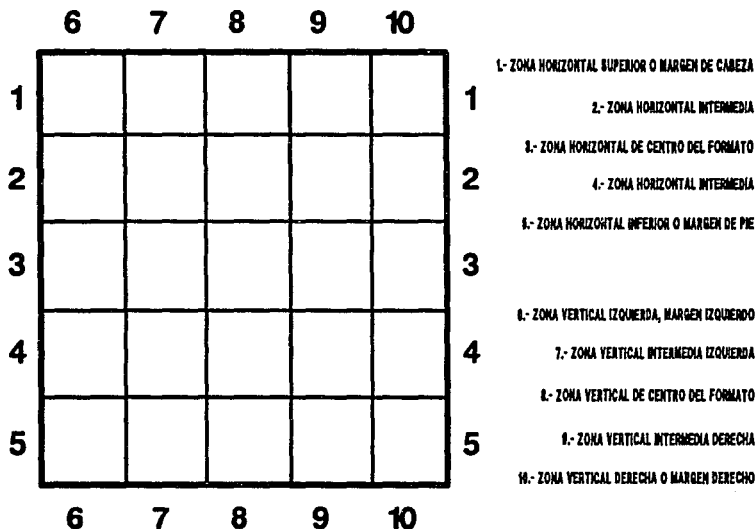 6 7 8 9 10
1 1
2 2
3 3
4 4
5 5
6 7 8 9 10
1.- ZONA HORIZONTAL SUPERIOR O MARGEN DE CABEZA
2.- ZONA HORIZONTAL INTERMEDIA
3.- ZONA HORIZONTAL DE CENTRO DEL FORMATO
4.- ZONA HORIZONTAL INTERMEDIA
5.- ZONA HORIZONTAL INFERIOR O MARGEN DE PIE
6.- ZONA VERTICAL IZQUIERDA, MARGEN IZQUIERDO
7.- ZONA VERTICAL INTERMEDIA IZQUIERDA
8.- ZONA VERTICAL DE CENTRO DEL FORMATO
9.- ZONA VERTICAL INTERMEDIA DERECHA
10.- ZONA VERTICAL DERECHA O MARGEN DERECHO